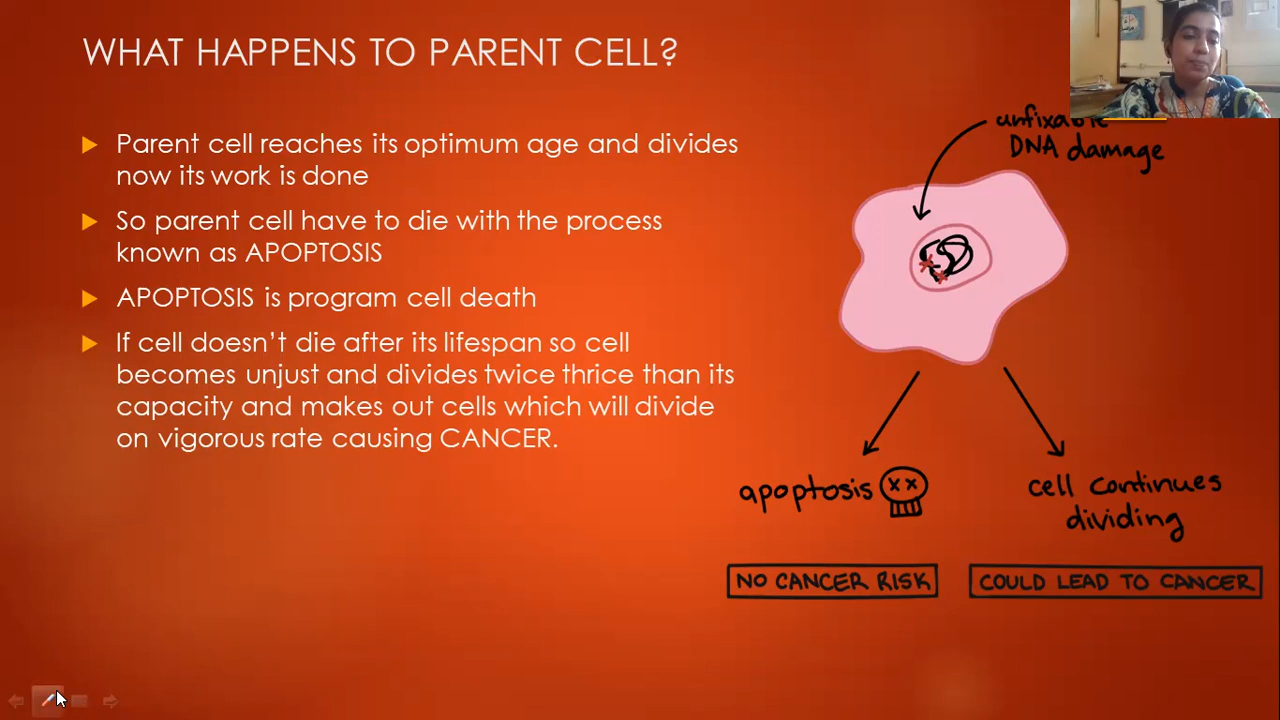 WHAT HAPPENS TO PARENT CELL?
Parent cell reaches its optimum age and divides
now its work is done
So parent cell have to die with the process
known as APOPTOSIS
APOPTOSIS is program cell death
If cell doesn't die after its lifespan so cell
becomes unjust and divides twice thrice than its
capacity and makes out cells which will divide
on vigorous rate causing CANCER.
unfixable
DNA damage
apoptosis
cell continues
dividing
NO CANCER RISK
COULD LEAD TO CANCER